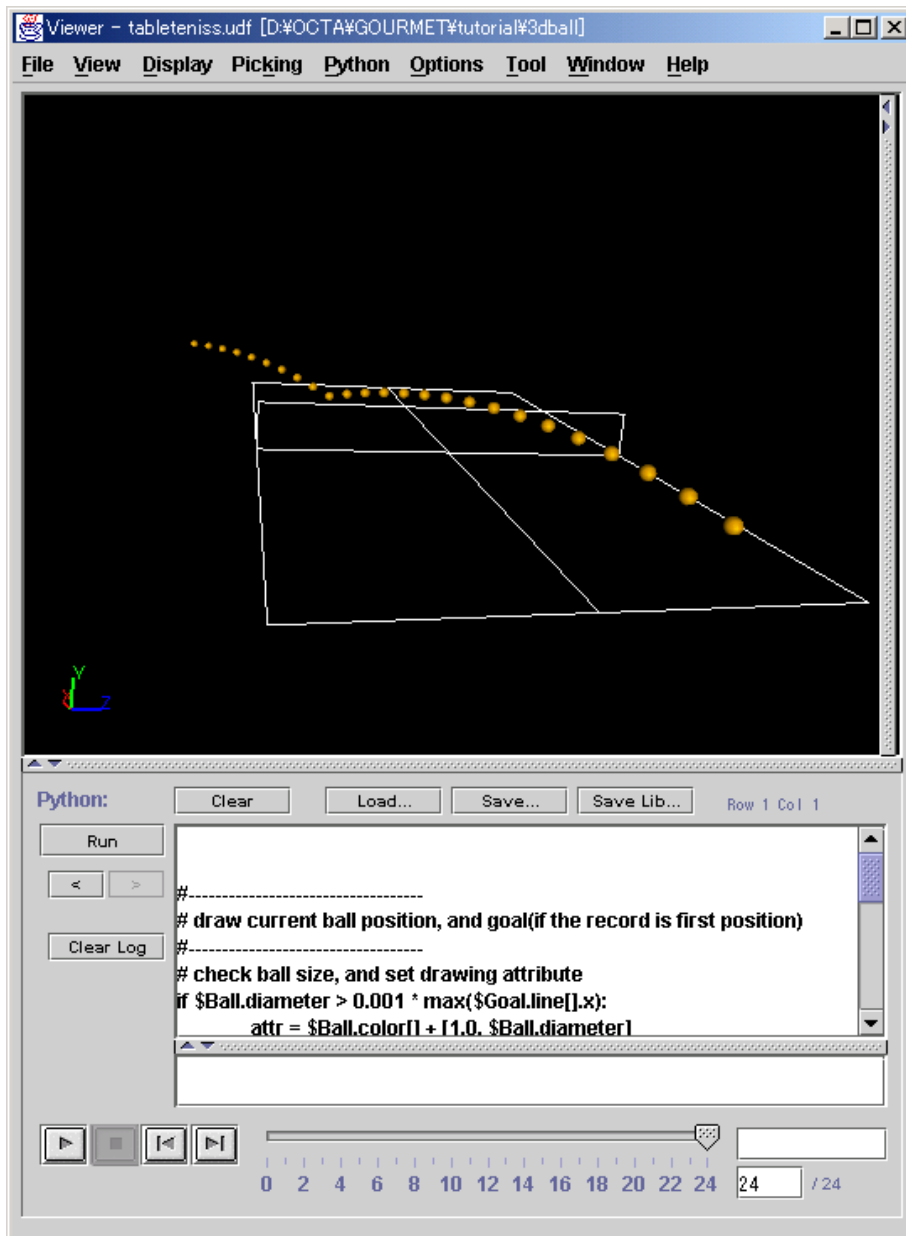 Viewer - tableteniss.udf [D:¥OCTA¥GOURMET¥tutorial¥3dball]
File View Display Picking Python Options Tool Window Help
Y
X
Z
Python:
Clear Load... Save... Save Lib... Row 1 Col 1
Run
< >
Clear Log
#-----------------------------------
# draw current ball position, and goal(if the record is first position)
#-----------------------------------
# check ball size, and set drawing attribute
if $Ball.diameter > 0.001 * max($Goal.line[].x):
attr = $Ball.color[] + [1.0, $Ball.diameter]
0 2 4 6 8 10 12 14 16 18 20 22 24
24 / 24